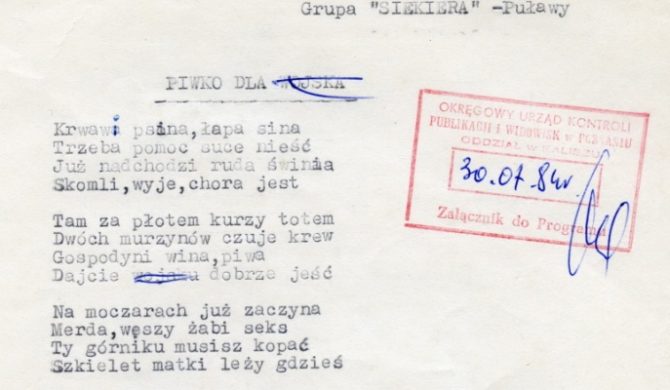 Grupa "SIEKIERA" -Puławy
PIWKO DLA WOJSKA
Krwawi psina,łapa sina
Trzeba pomoc suce nieść
Już nadchodzi ruda świnia
Skomli,wyje,chora jest
Tam za płotem kurzy totem
Dwóch murzynów czuje krew
Gospodyni wina,piwa
Dajcie wojsku dobrze jeść
Na moczarach już zaczyna
Merda,węszy żabi seks
Ty górniku musisz kopać
Szkielet matki leży gdzieś
OKRĘGOWY URZĄD KONTROLI
PUBLIKACJI I WIDOWISK w POZNANIU
ODDZIAŁ w KALISZU
30.07.84r
Załącznik do Programu